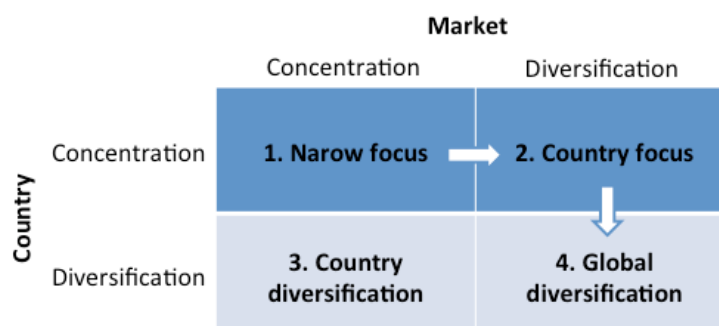 Market
Concentration
Diversification
Country
Concentration
1. Narow focus
2. Country focus
Diversification
3. Country
diversification
4. Global
diversification